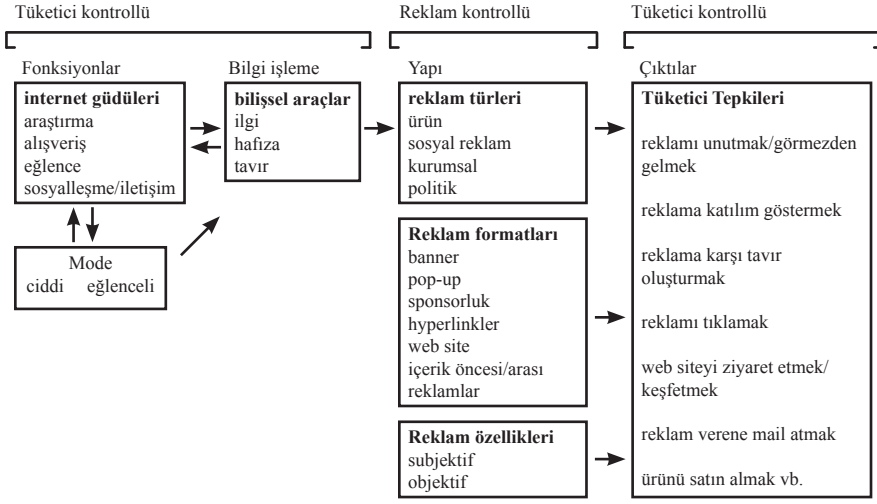 Tüketici kontrollü
Reklam kontrollü
Tüketici kontrollü
Fonksiyonlar
internet güdüleri
araştırma
alışveriş
eğlence
sosyalleşme/iletişim
Mode
ciddi eğlenceli
Bilgi işleme
bilişsel araçlar
ilgi
hafıza
tavır
Yapı
reklam türleri
ürün
sosyal reklam
kurumsal
politik
Reklam formatları
banner
pop-up
sponsorluk
hyperlinkler
web site
içerik öncesi/arası
reklamlar
Reklam özellikleri
subjektif
objektif
Çıktılar
Tüketici Tepkileri
reklamı unutmak/görmezden
gelmek
reklama katılım göstermek
reklama karşı tavır
oluşturmak
reklamı tıklamak
web siteyi ziyaret etmek/
keşfetmek
reklam verene mail atmak
ürünü satın almak vb.